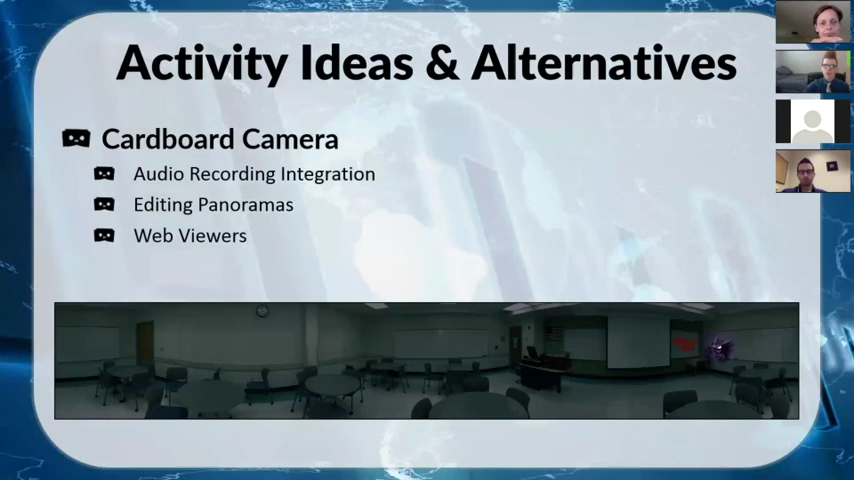 Activity Ideas & Alternatives
Cardboard Camera
Audio Recording Integration
Editing Panoramas
Web Viewers